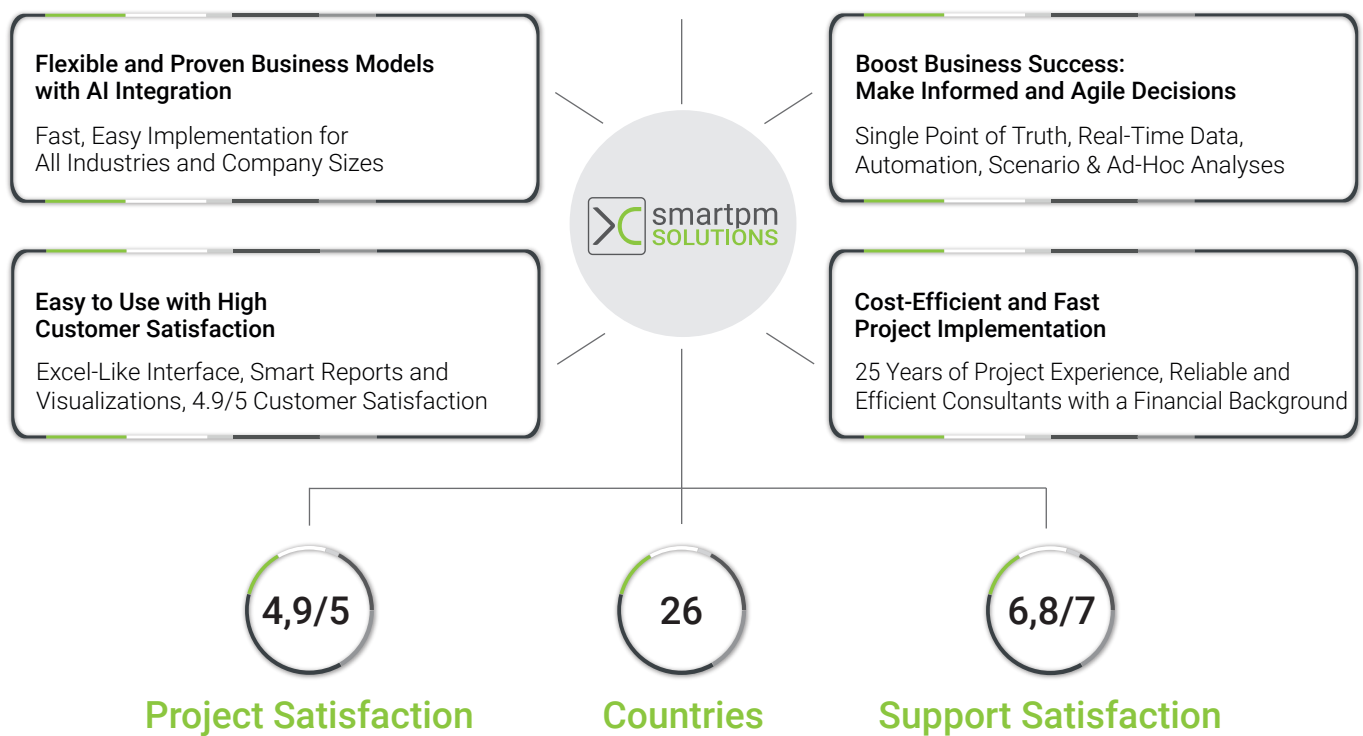 Flexible and Proven Business Models
with AI Integration
Fast, Easy Implementation for
All Industries and Company Sizes
Boost Business Success:
Make Informed and Agile Decisions
Single Point of Truth, Real-Time Data,
Automation, Scenario & Ad-Hoc Analyses
smartpm
SOLUTIONS
Easy to Use with High
Customer Satisfaction
Excel-Like Interface, Smart Reports and
Visualizations, 4.9/5 Customer Satisfaction
Cost-Efficient and Fast
Project Implementation
25 Years of Project Experience, Reliable and
Efficient Consultants with a Financial Background
4,9/5
Project Satisfaction
26
Countries
6,8/7
Support Satisfaction